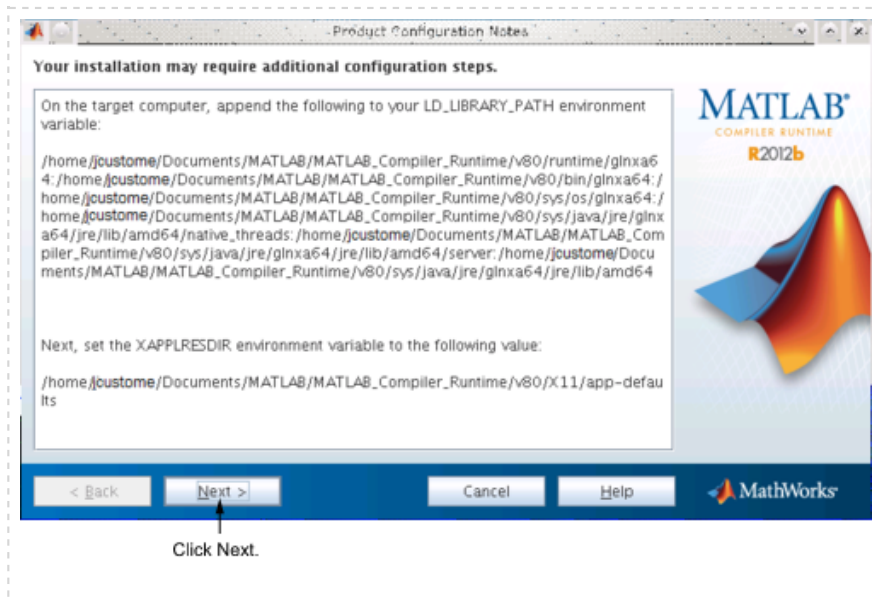 Product Configuration Notes
Your installation may require additional configuration steps.
On the target computer, append the following to your LD_LIBRARY_PATH environment
variable:
/home/jcustome/Documents/MATLAB/MATLAB_Compiler_Runtime/v80/runtime/glnxa6
4:/home/jcustome/Documents/MATLAB/MATLAB_Compiler_Runtime/v80/bin/glnxa64:/
home/jcustome/Documents/MATLAB/MATLAB_Compiler_Runtime/v80/sys/os/glnxa64:/
home/jcustome/Documents/MATLAB/MATLAB_Compiler_Runtime/v80/sys/java/jre/glnx
a64/jre/lib/amd64/native_threads:/home/jcustome/Documents/MATLAB/MATLAB_Com
piler_Runtime/v80/sys/java/jre/glnxa64/jre/lib/amd64/server:/home/jcustome/Docu
ments/MATLAB/MATLAB_Compiler_Runtime/v80/sys/java/jre/glnxa64/jre/lib/amd64
Next, set the XAPPLRESDIR environment variable to the following value:
/home/jcustome/Documents/MATLAB/MATLAB_Compiler_Runtime/v80/X11/app-defau
lts
MATLAB®
COMPILER RUNTIME
R2012b
< Back
Next >
Cancel
Help
MathWorks®
Click Next.